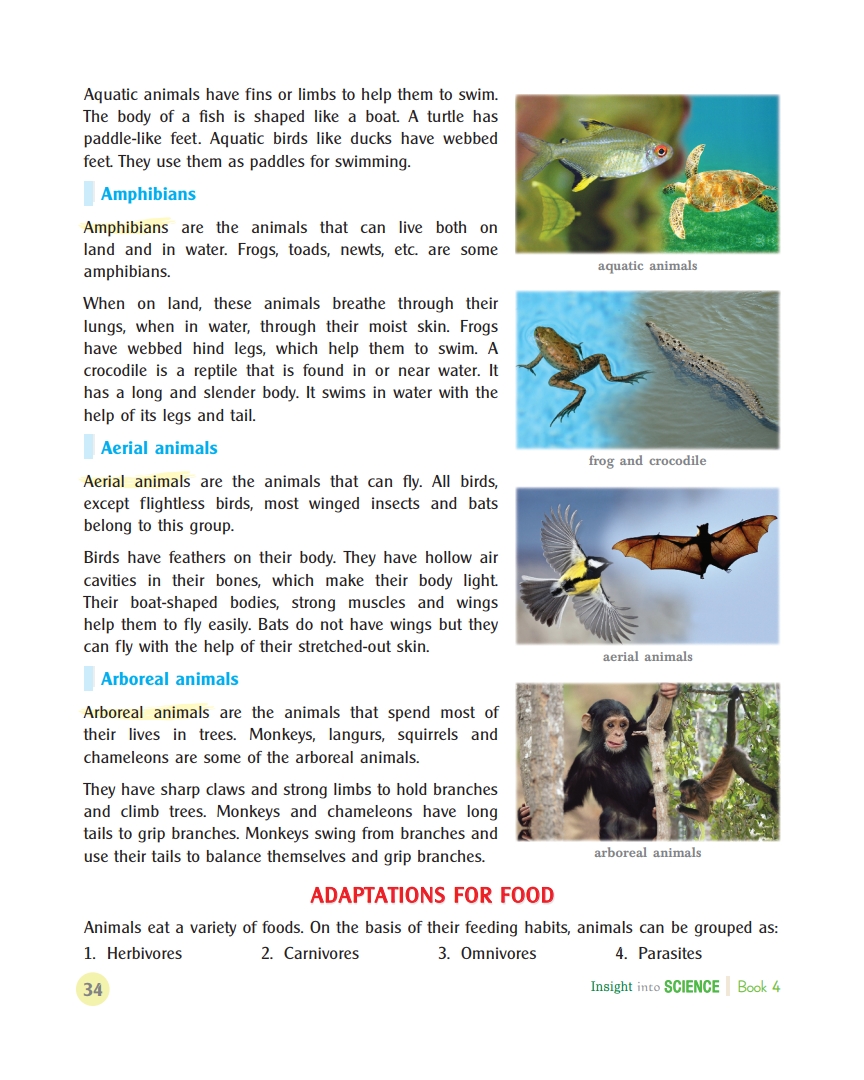 Aquatic animals have fins or limbs to help them to swim.
The body of a fish is shaped like a boat. A turtle has
paddle-like feet. Aquatic birds like ducks have webbed
feet. They use them as paddles for swimming.
aquatic animals
Amphibians
Amphibians are the animals that can live both on
land and in water. Frogs, toads, newts, etc. are some
amphibians.
When on land, these animals breathe through their
lungs, when in water, through their moist skin. Frogs
have webbed hind legs, which help them to swim. A
crocodile is a reptile that is found in or near water. It
has a long and slender body. It swims in water with the
help of its legs and tail.
frog and crocodile
Aerial animals
Aerial animals are the animals that can fly. All birds,
except flightless birds, most winged insects and bats
belong to this group.
Birds have feathers on their body. They have hollow air
cavities in their bones, which make their body light.
Their boat-shaped bodies, strong muscles and wings
help them to fly easily. Bats do not have wings but they
can fly with the help of their stretched-out skin.
aerial animals
Arboreal animals
Arboreal animals are the animals that spend most of
their lives in trees. Monkeys, langurs, squirrels and
chameleons are some of the arboreal animals.
They have sharp claws and strong limbs to hold branches
and climb trees. Monkeys and chameleons have long
tails to grip branches. Monkeys swing from branches and
use their tails to balance themselves and grip branches.
arboreal animals
ADAPTATIONS FOR FOOD
Animals eat a variety of foods. On the basis of their feeding habits, animals can be grouped as:
1. Herbivores 2. Carnivores 3. Omnivores 4. Parasites
34
Insight into SCIENCE Book 4